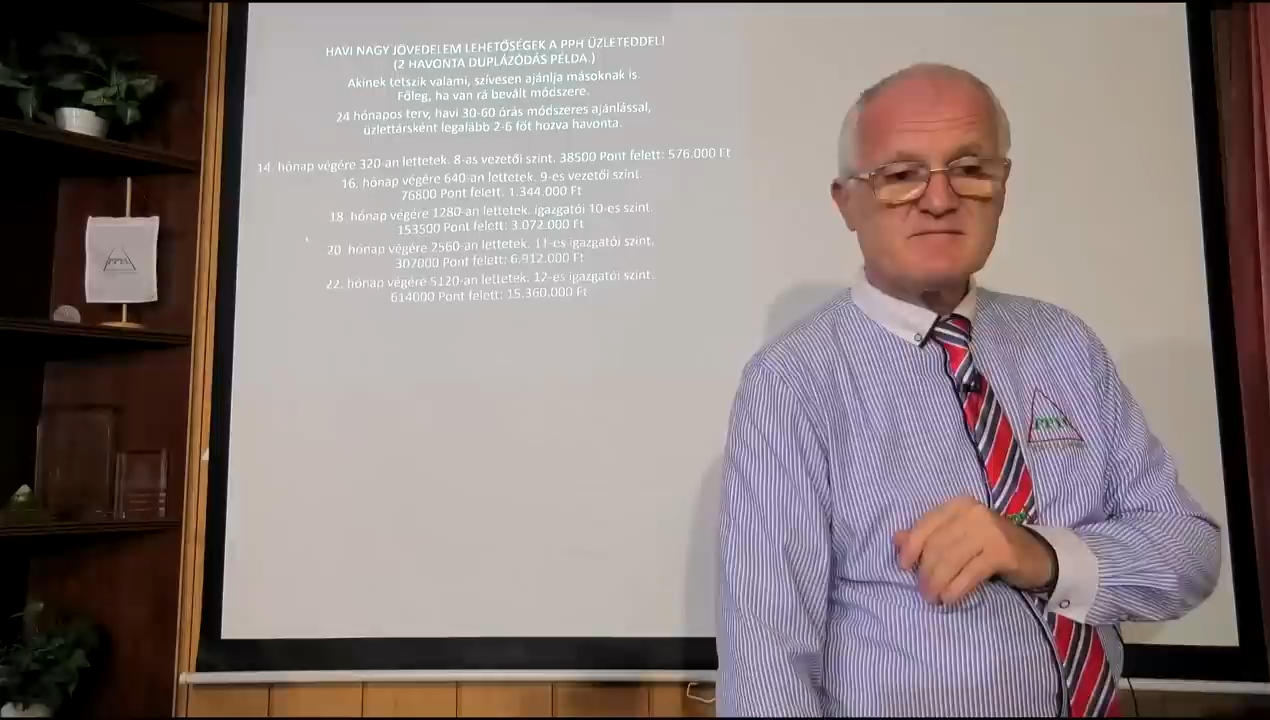 HAVI NAGY JÖVEDELEM LEHETŐSÉGEK A PPH ÜZLETEDDEL!
(2 HAVONTA DUPLÁZÓDÁS PÉLDA.)
Akinek tetszik valami, szívesen ajánlja másoknak is.
Főleg, ha van rá bevált módszere.
24 hónapos terv, havi 30-60 órás módszeres ajánlással,
üzlettársként legalább 2-6 főt hozva havonta.
14. hónap végére 320-an lettetek. 8-as vezetői szint. 38500 Pont felett: 576.000 Ft
16. hónap végére 640-an lettetek. 9-es vezetői szint.
76800 Pont felett. 1.344.000 Ft
18. hónap végére 1280-an lettetek. igazgatói 10-es szint.
153500 Pont felett: 3.072.000 Ft
20. hónap végére 2560-an lettetek. 11-es igazgatói szint.
307000 Pont felett: 6.912.000 Ft
22. hónap végére 5120-an lettetek. 12-es igazgatói szint.
614000 Pont felett: 15.360.000 Ft